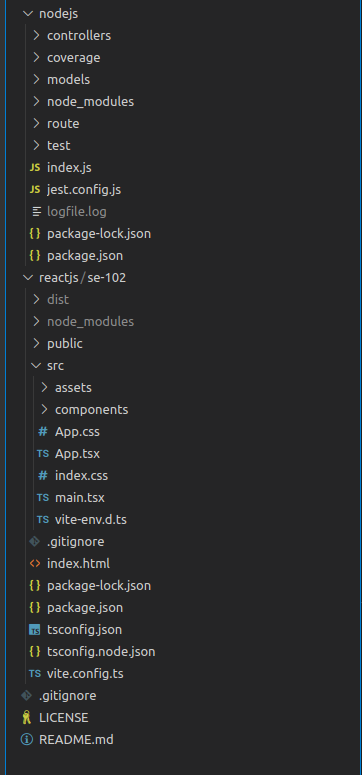 nodejs
controllers
coverage
models
node_modules
route
test
JS index.js
JS jest.config.js
logfile.log
{} package-lock.json
{} package.json
reactjs/se-102
dist
node_modules
public
src
assets
components
# App.css
TS App.tsx
# index.css
TS main.tsx
TS vite-env.d.ts
.gitignore
<> index.html
{} package-lock.json
{} package.json
TS tsconfig.json
{} tsconfig.node.json
TS vite.config.ts
.gitignore
LICENSE
README.md